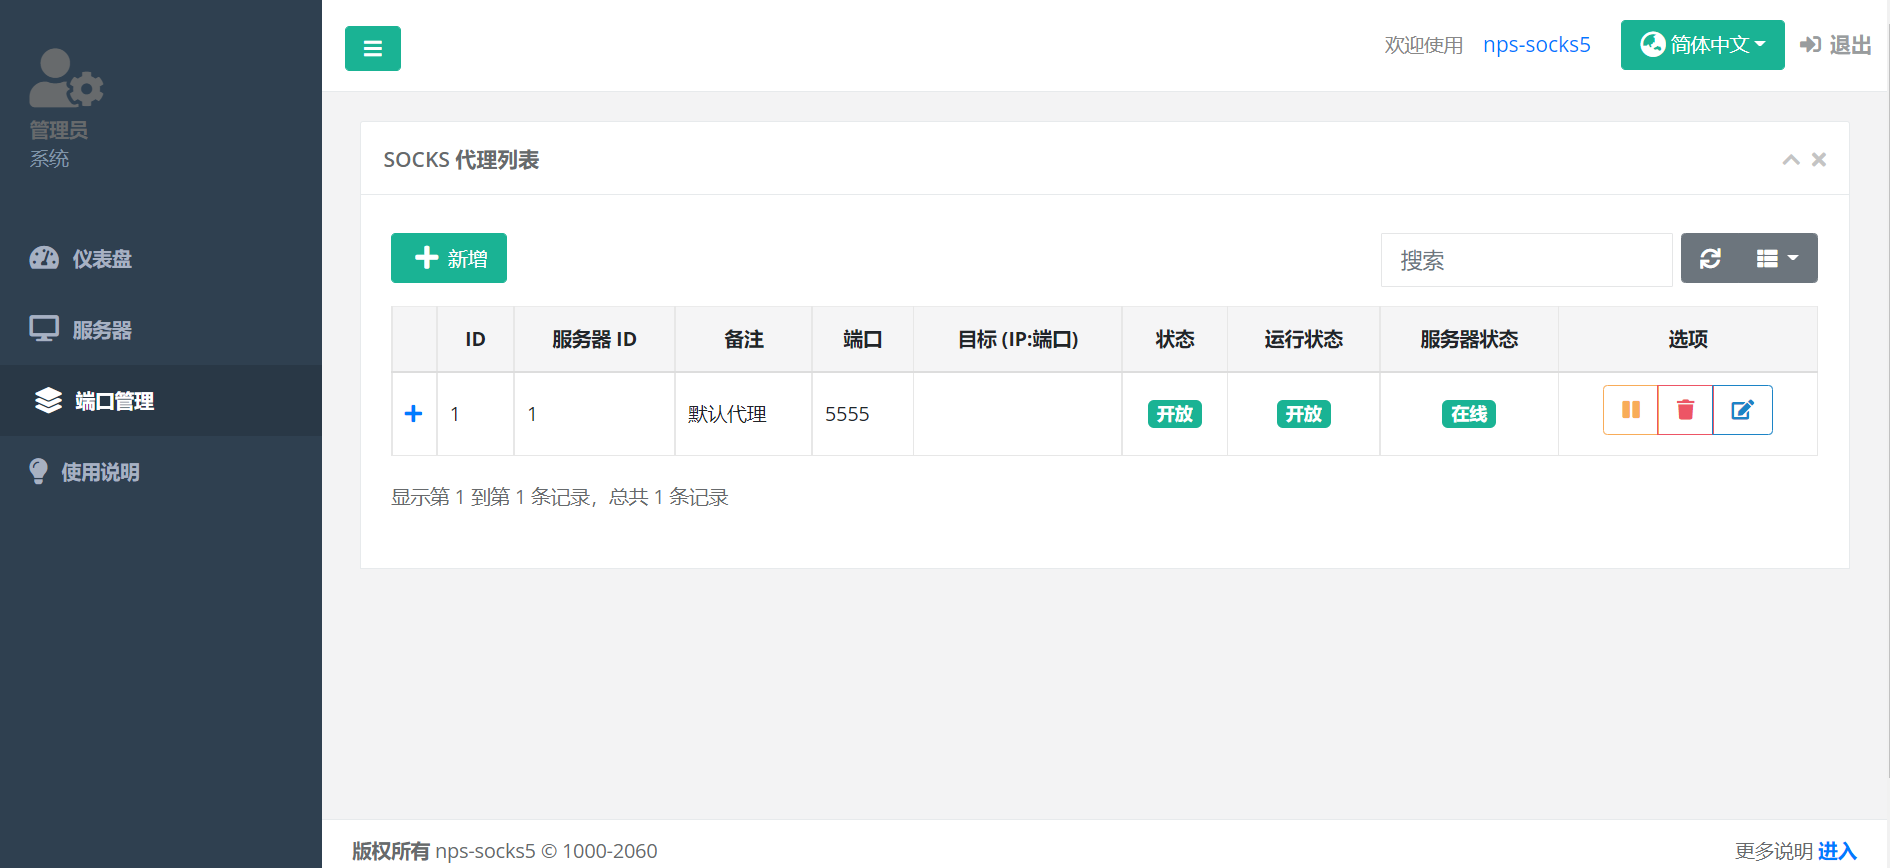 管理员
系统
仪表盘
服务器
端口管理
使用说明
欢迎使用 nps-socks5 简体中文 退出
SOCKS 代理列表
新增
搜索
ID 服务器 ID 备注 端口 目标 (IP:端口) 状态 运行状态 服务器状态 选项
1 1 默认代理 5555 开放 开放 在线
显示第 1 到第 1 条记录，总共 1 条记录
版权所有 nps-socks5 © 1000-2060
更多说明 进入